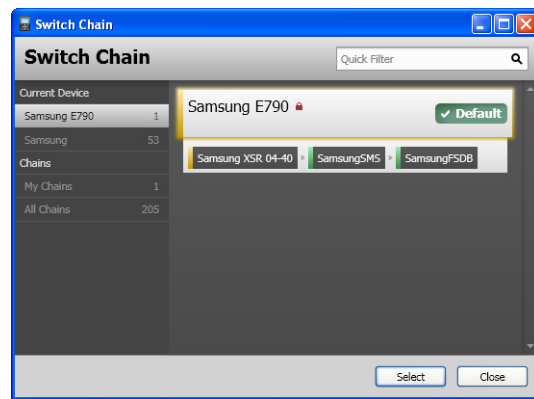 Switch Chain
Switch Chain
Quick Filter
Current Device
Samsung E790 1
Samsung 53
Chains
My Chains 1
All Chains 205
Samsung E790
Default
Samsung XSR 04-40 SamsungSMS SamsungFSDB
Select Close